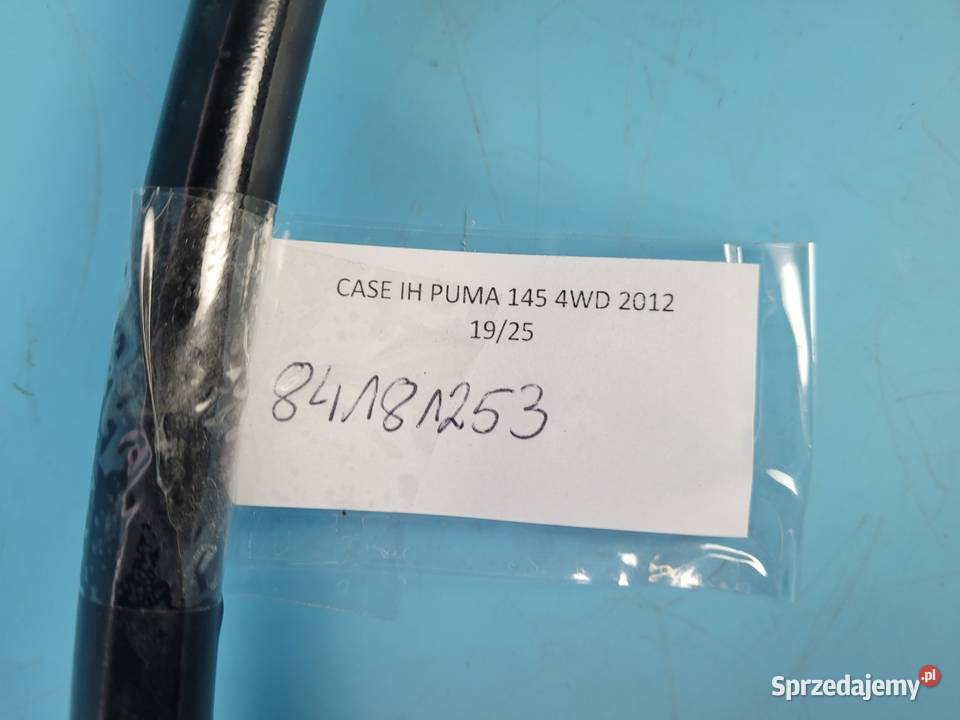 CASE IH PUMA 145 4WD 2012
19/25
84181253
Sprzedajemy.pl